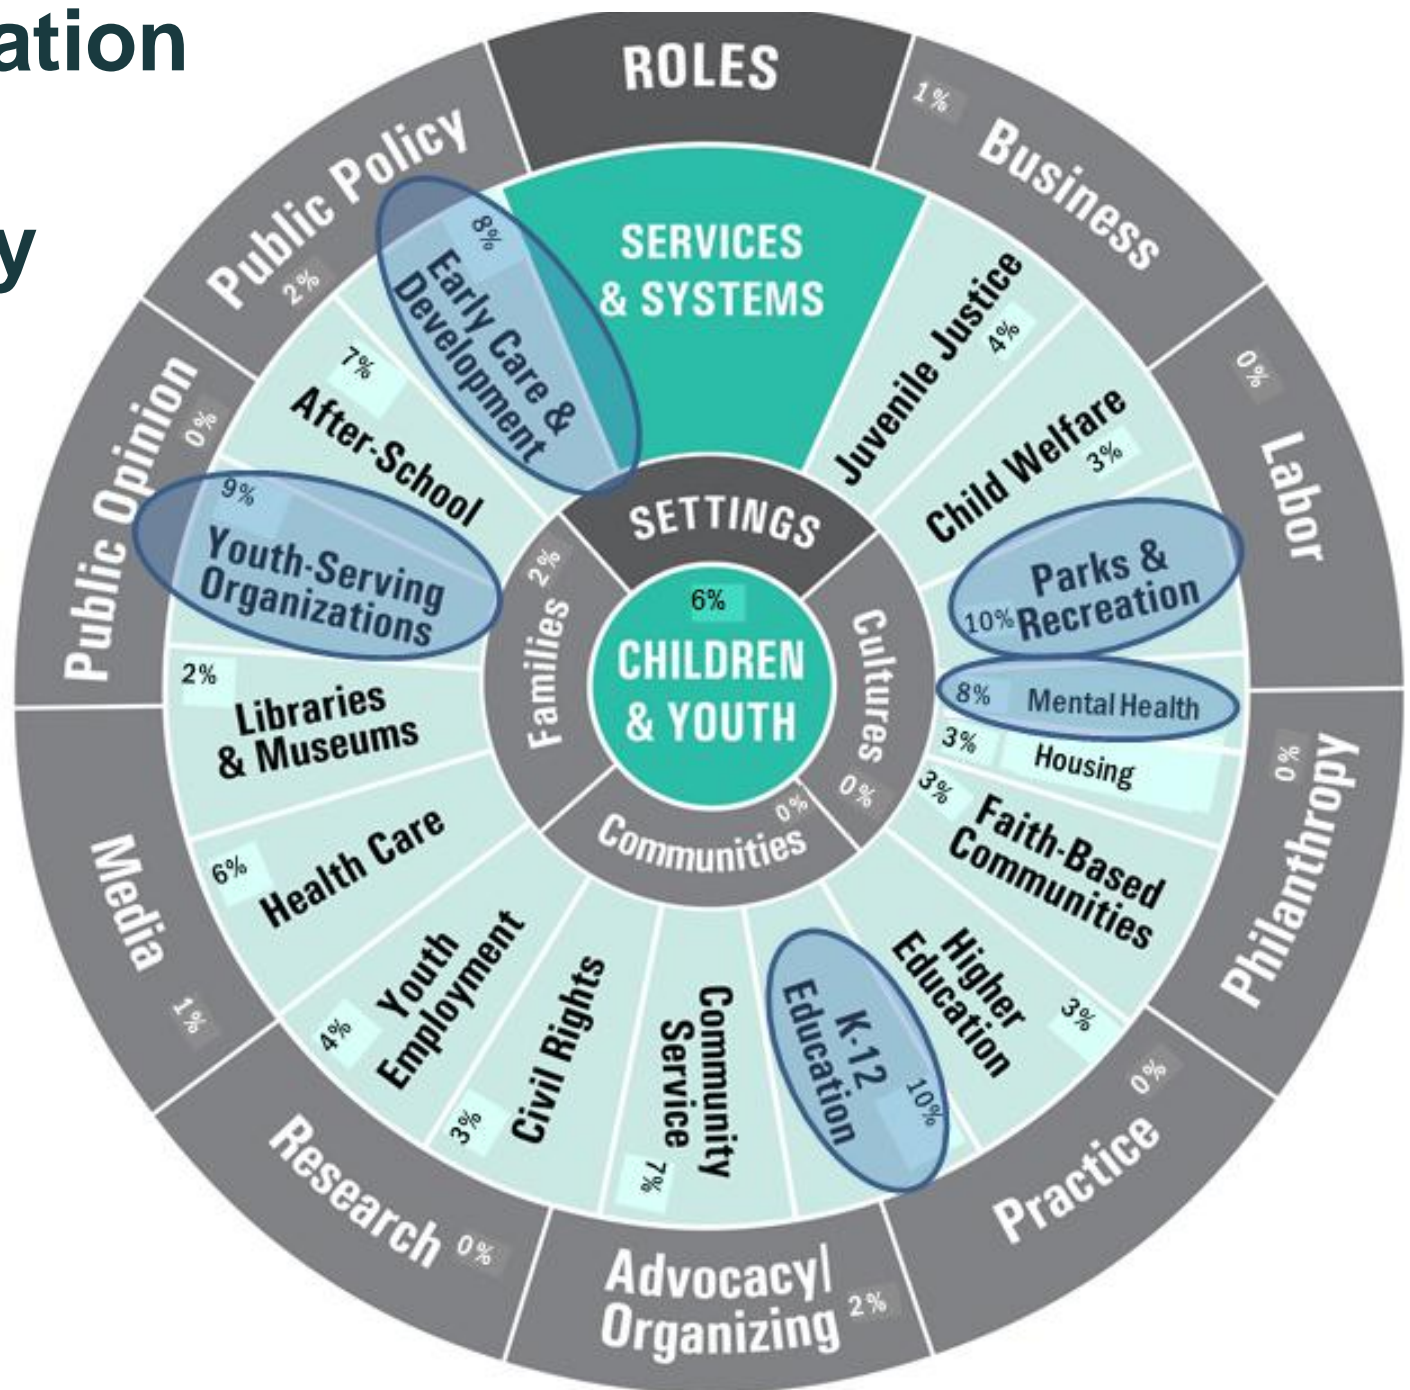 ation
y
ROLES
1%
Business
0%
Labor
0%
Philanthropy
0%
Practice
Advocacy/
Organizing
2%
Research
0%
Media
1%
Public Opinion
0%
Public Policy
2%
SERVICES
& SYSTEMS
Juvenile Justice
4%
Child Welfare
3%
Parks &
Recreation
10%
8%
Mental Health
3%
Housing
3%
Faith-Based
Communities
Higher
Education
3%
K-12
Education
10%
Community
Service
7%
Civil Rights
3%
Youth
Employment
4%
Health Care
6%
2%
Libraries
& Museums
9%
Youth-Serving
Organizations
7%
After-School
8%
Early Care &
Development
SETTINGS
Cultures
0%
Communities
0%
Families
2%
6%
CHILDREN
& YOUTH